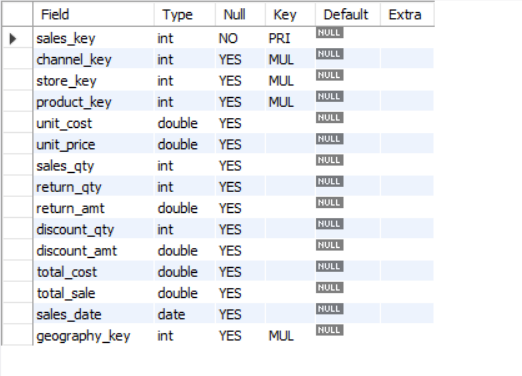 Field Type Null Key Default Extra
sales_key int NO PRI NULL
channel_key int YES MUL NULL
store_key int YES MUL NULL
product_key int YES MUL NULL
unit_cost double YES NULL
unit_price double YES NULL
sales_qty int YES NULL
return_qty int YES NULL
return_amt double YES NULL
discount_qty int YES NULL
discount_amt double YES NULL
total_cost double YES NULL
total_sale double YES NULL
sales_date date YES NULL
geography_key int YES MUL NULL